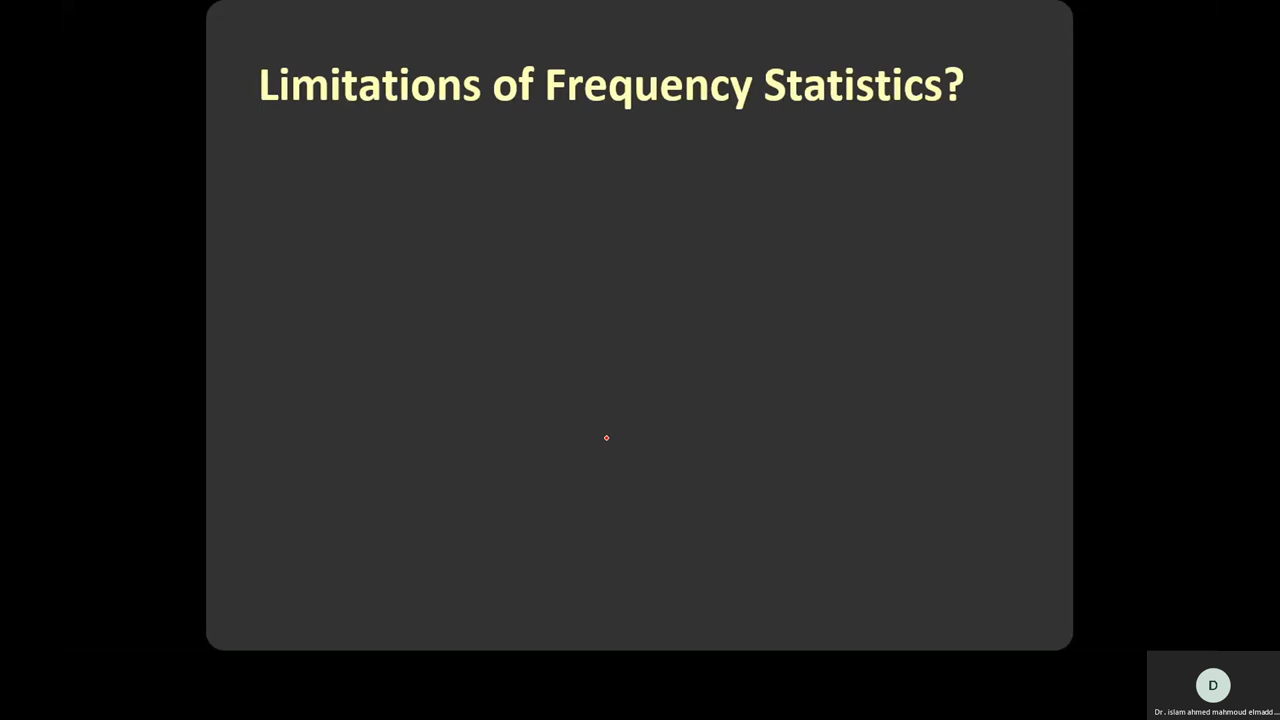 Limitations of Frequency Statistics?
D
Dr. islam ahmed mahmoud elmadd...